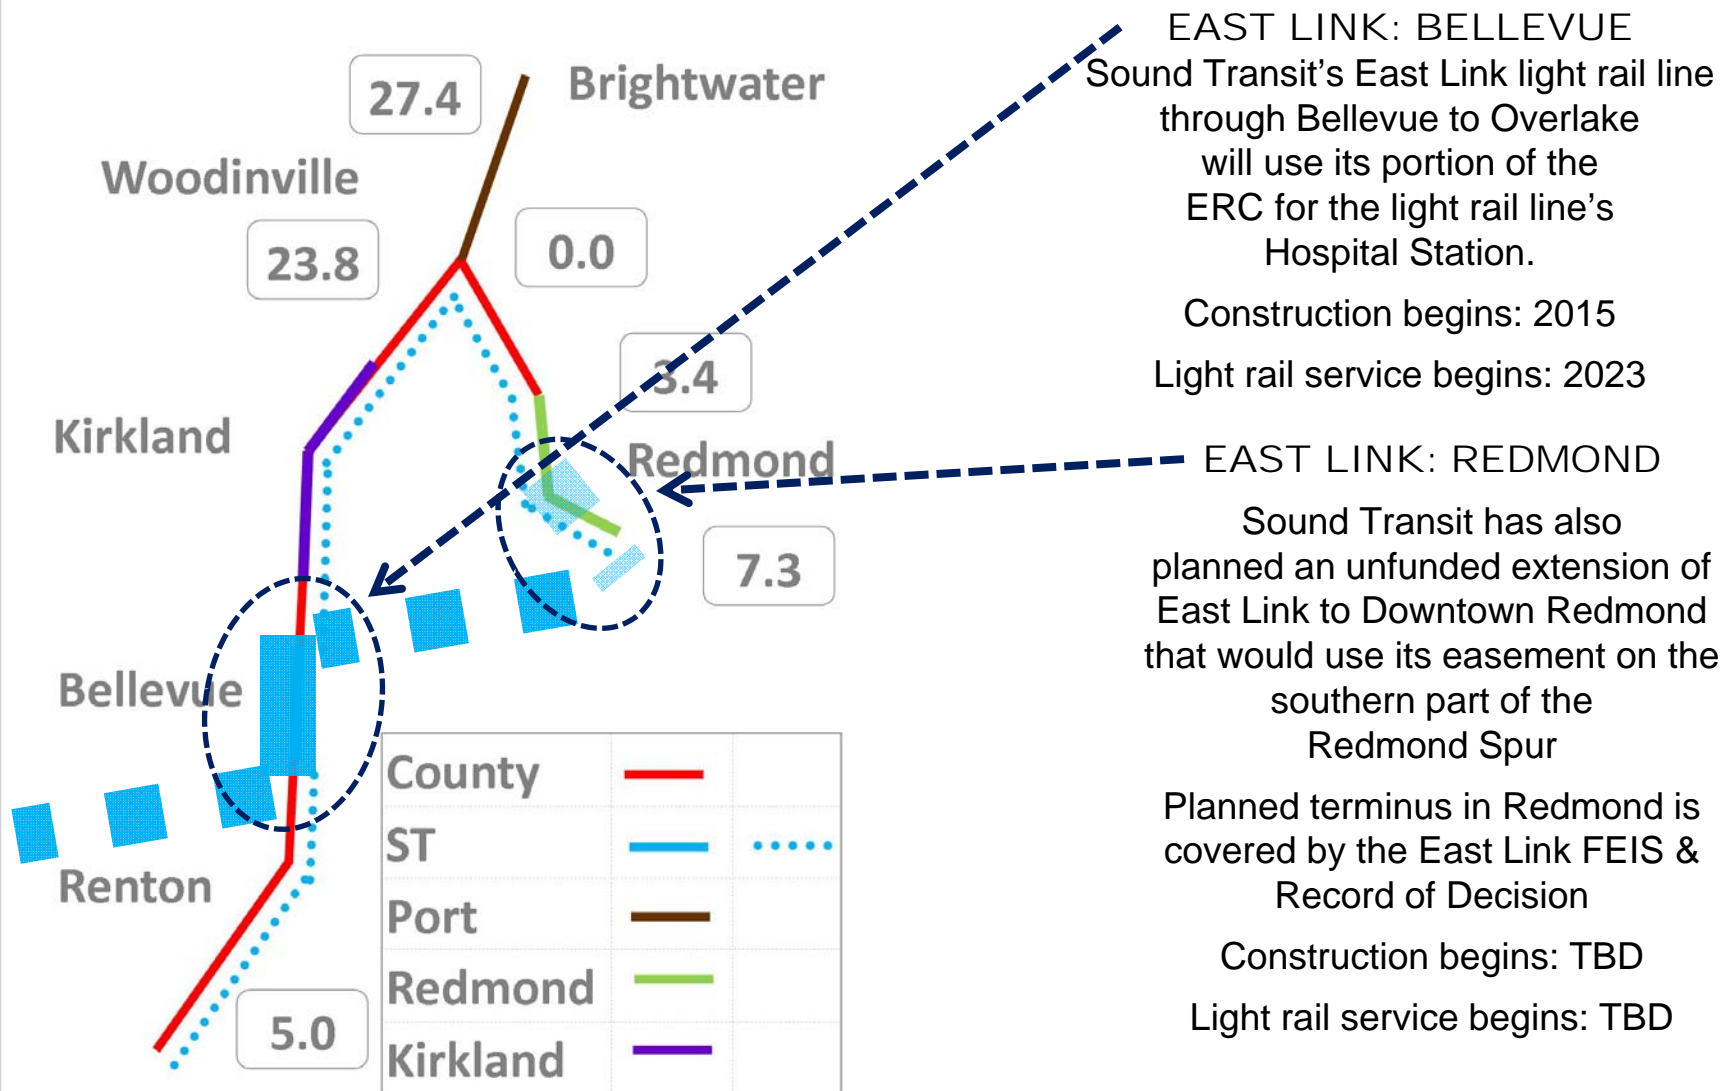 27.4
Brightwater
Woodinville
23.8
0.0
3.4
Kirkland
Redmond
7.3
Bellevue
Renton
5.0
County
ST
Port
Redmond
Kirkland
EAST LINK: BELLEVUE
Sound Transit's East Link light rail line
through Bellevue to Overlake
will use its portion of the
ERC for the light rail line's
Hospital Station.
Construction begins: 2015
Light rail service begins: 2023
EAST LINK: REDMOND
Sound Transit has also
planned an unfunded extension of
East Link to Downtown Redmond
that would use its easement on the
southern part of the
Redmond Spur
Planned terminus in Redmond is
covered by the East Link FEIS &
Record of Decision
Construction begins: TBD
Light rail service begins: TBD